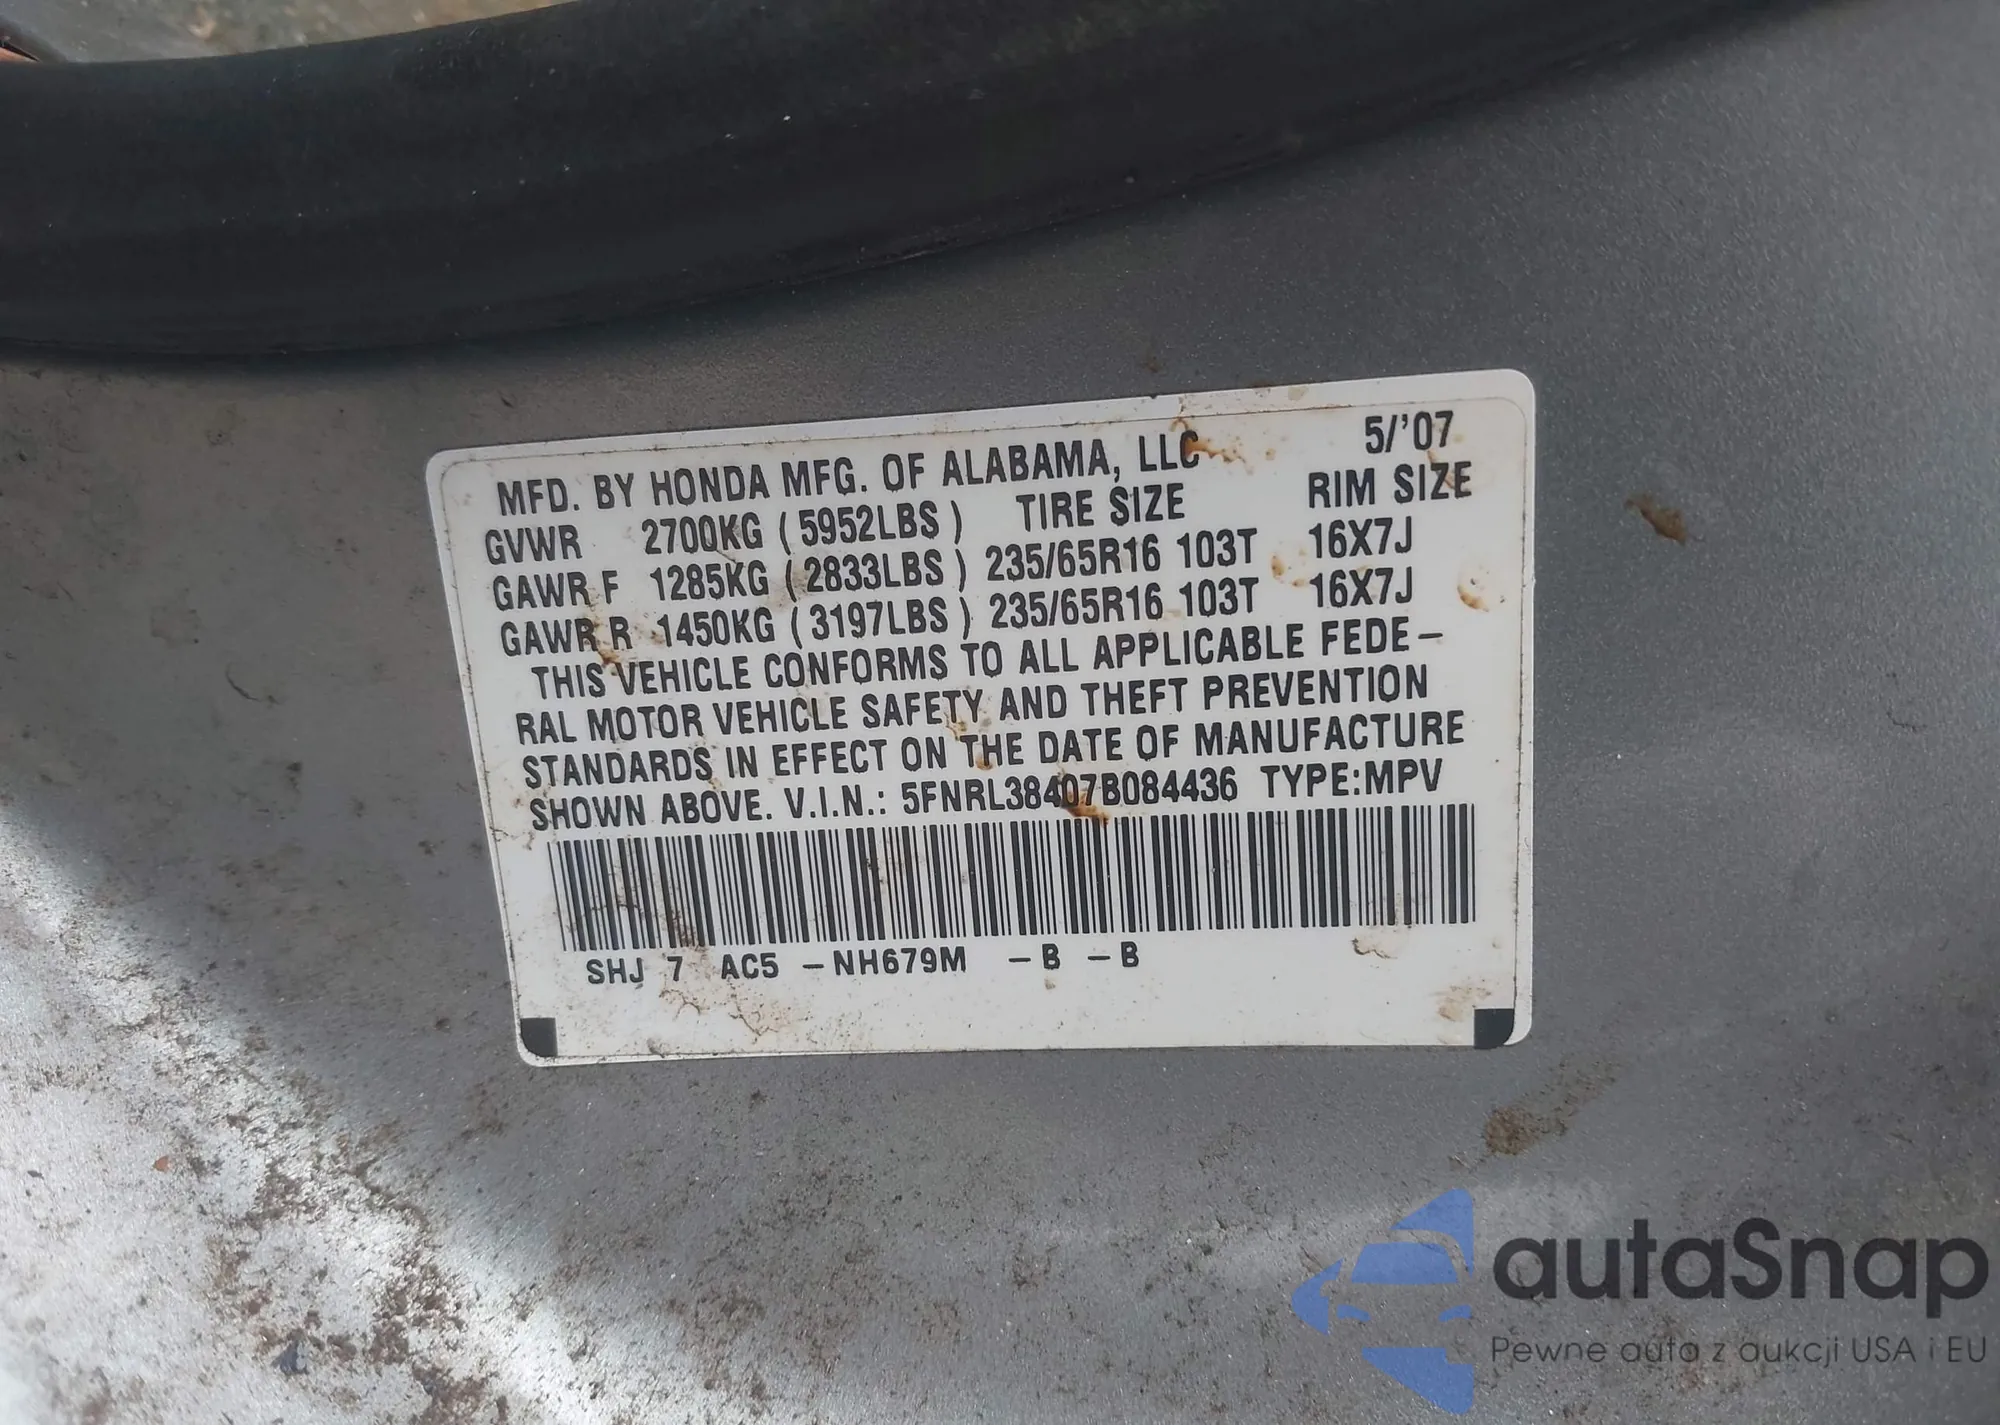 MFD. BY HONDA MFG. OF ALABAMA, LLC 5/'07
GVWR 2700KG (5952LBS) TIRE SIZE RIM SIZE
GAWR F 1285KG (2833LBS) 235/65R16 103T 16X7J
GAWR R 1450KG (3197LBS) 235/65R16 103T 16X7J
THIS VEHICLE CONFORMS TO ALL APPLICABLE FEDE-
RAL MOTOR VEHICLE SAFETY AND THEFT PREVENTION
STANDARDS IN EFFECT ON THE DATE OF MANUFACTURE
SHOWN ABOVE. V.I.N.: 5FNRL38407B084436 TYPE:MPV
SHJ 7 AC5 -NH679M -B -B
autaSnap
Pewne auta z aukcji USA i EU